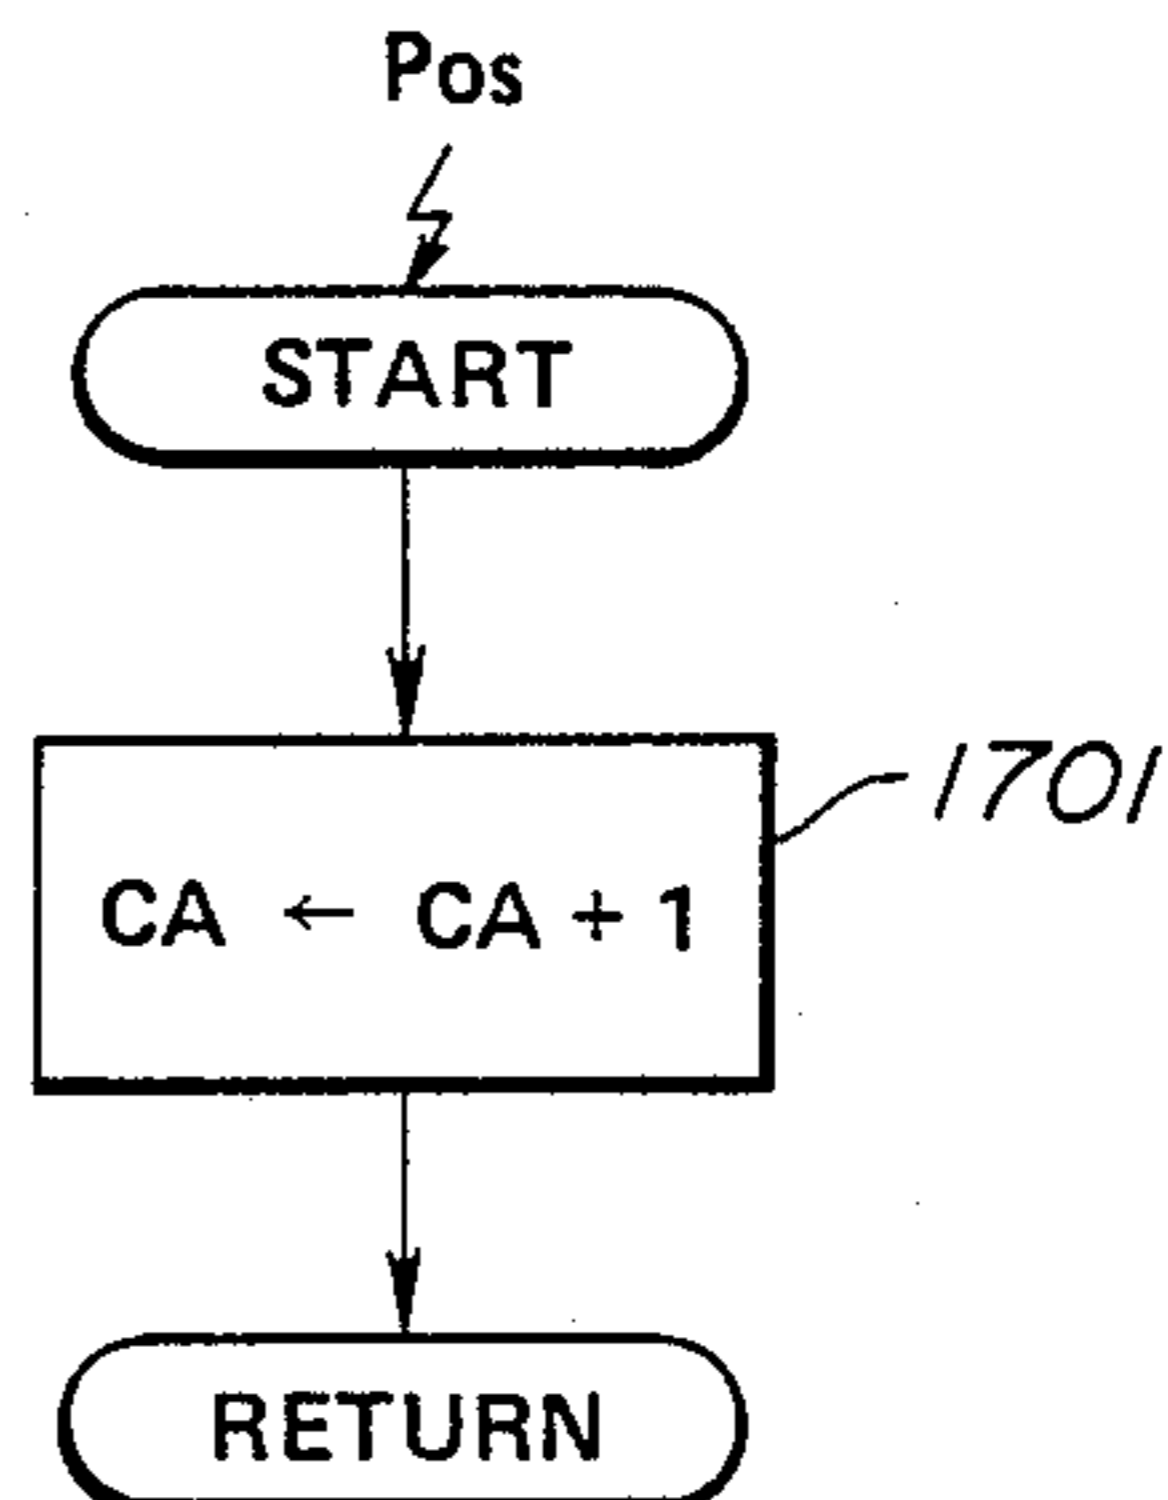 Pos
START
1701
CA ← CA + 1
RETURN